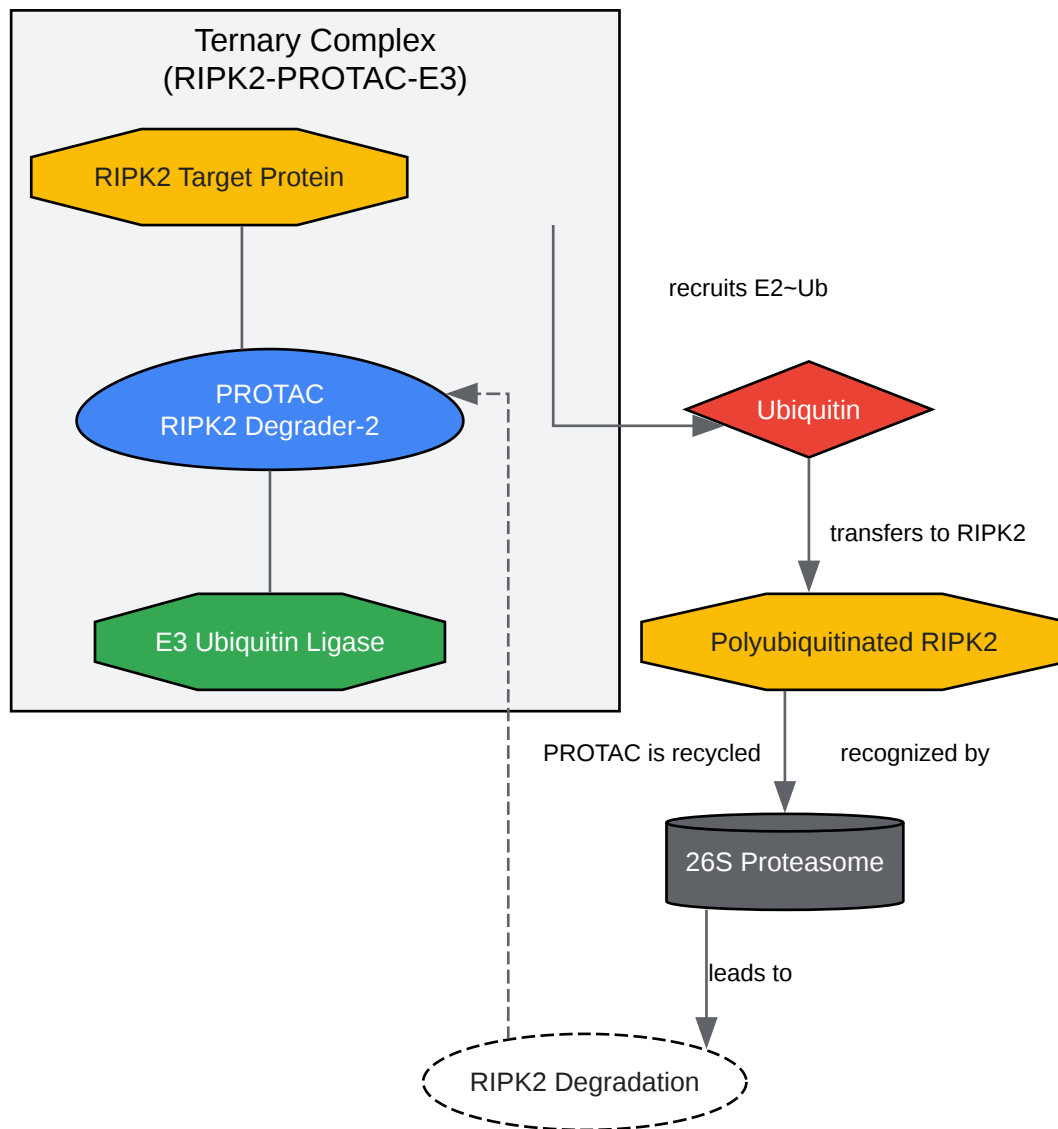 Ternary Complex
(RIPK2-PROTAC-E3)
RIPK2 Target Protein
recruits E2~Ub
PROTAC
RIPK2 Degrader-2
Ubiquitin
transfers to RIPK2
E3 Ubiquitin Ligase
Polyubiquitinated RIPK2
PROTAC is recycled
recognized by
26S Proteasome
leads to
RIPK2 Degradation